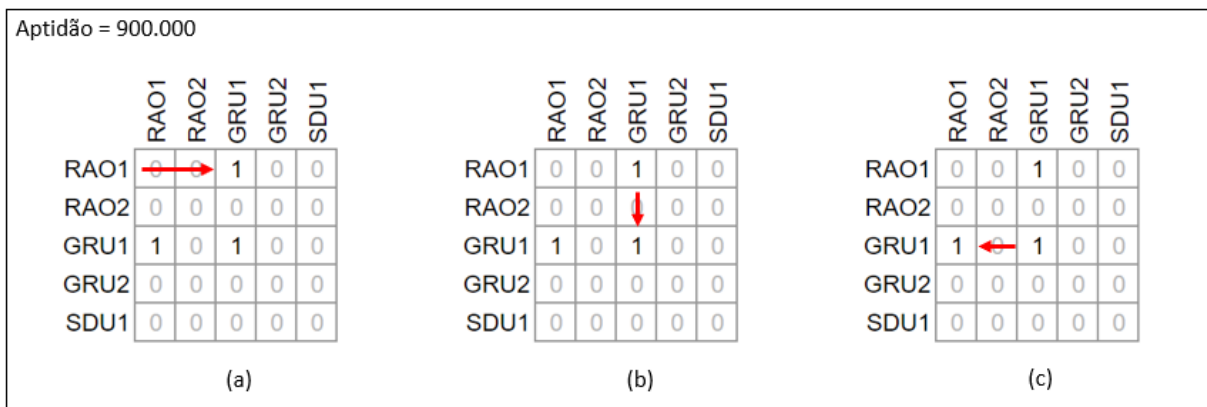 Aptidão = 900.000
RAO1 RAO2 GRU1 GRU2 SDU1
RAO1 0 0 1 0 0
RAO2 0 0 0 0 0
GRU1 1 0 1 0 0
GRU2 0 0 0 0 0
SDU1 0 0 0 0 0
(a)
RAO1 RAO2 GRU1 GRU2 SDU1
RAO1 0 0 1 0 0
RAO2 0 0 0 0 0
GRU1 1 0 1 0 0
GRU2 0 0 0 0 0
SDU1 0 0 0 0 0
(b)
RAO1 RAO2 GRU1 GRU2 SDU1
RAO1 0 0 1 0 0
RAO2 0 0 0 0 0
GRU1 1 0 1 0 0
GRU2 0 0 0 0 0
SDU1 0 0 0 0 0
(c)